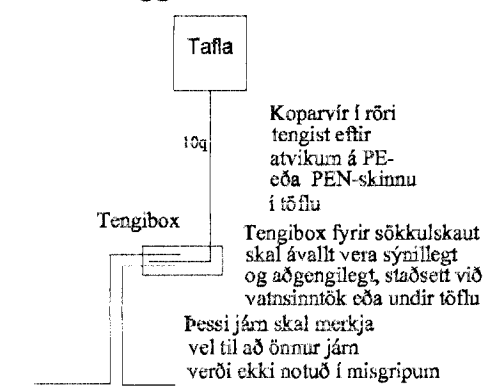 Tafla
10q
Koparvír í röri
tengist eftir
atvikum á PE-
eða PEN-skinnu
í töflu
Tengibox
Tengibox fyrir sökkulskaut
skal ávallt vera sýnillegt
og aðgengilegt, staðsett við
vatnsinntök eða undir töflu
Þessi járn skal merkja
vel til að önnur járn
verði ekki notuð í misgripum